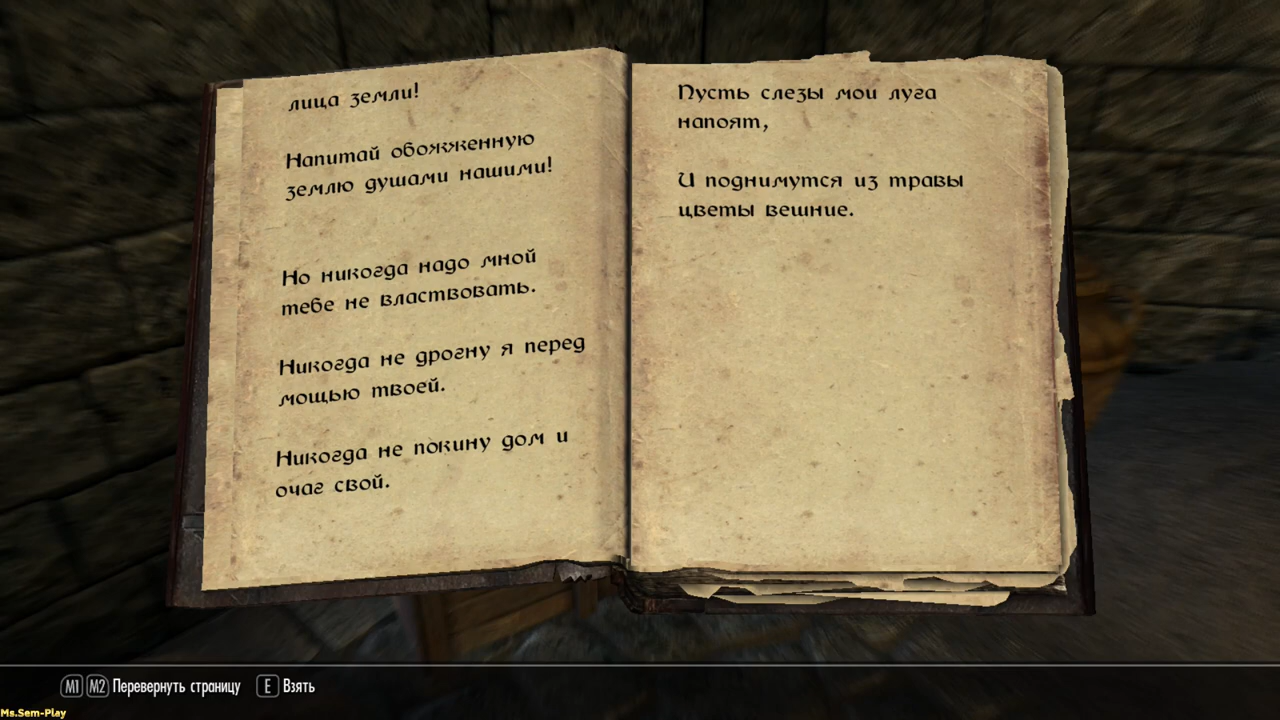 лица земли!
Напитай обожженную
землю душами нашими!
Но никогда надо мной
тебе не властвовать.
Никогда не дрогну я перед
мощью твоей.
Никогда не покину дом и
очаг свой.
Пусть слезы мои луга
напоят,
И поднимутся из травы
цветы вешние.
M1 M2 Перевернуть страницу E Взять
Ms.Sem-Play